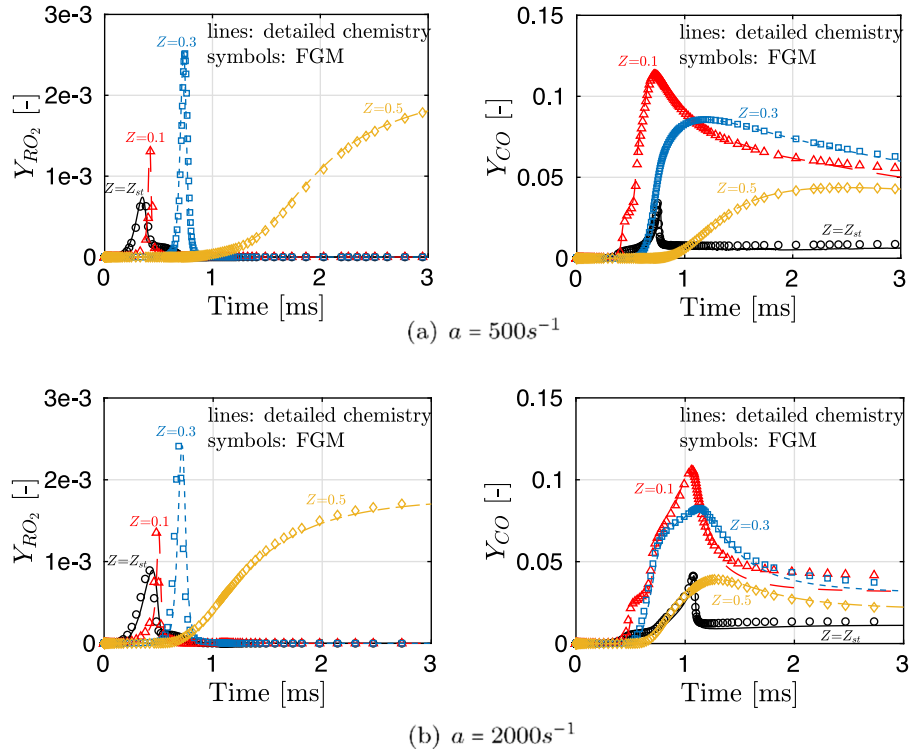 lines: detailed chemistry
symbols: FGM
Z=0.3
Z=0.1
Z=Z_{st}
Z=0.5
3e-3
2e-3
1e-3
0
Y_{RO_2} [-]
0 1 2 3
Time [ms]
lines: detailed chemistry
symbols: FGM
Z=0.1
Z=0.3
Z=0.5
Z=Z_{st}
0.15
0.1
0.05
0
Y_{CO} [-]
0 1 2 3
Time [ms]
(a) a = 500s^{-1}
lines: detailed chemistry
symbols: FGM
Z=0.3
Z=0.1
Z=Z_{st}
Z=0.5
3e-3
2e-3
1e-3
0
Y_{RO_2} [-]
0 1 2 3
Time [ms]
lines: detailed chemistry
symbols: FGM
Z=0.1
Z=0.3
Z=0.5
Z=Z_{st}
0.15
0.1
0.05
0
Y_{CO} [-]
0 1 2 3
Time [ms]
(b) a = 2000s^{-1}